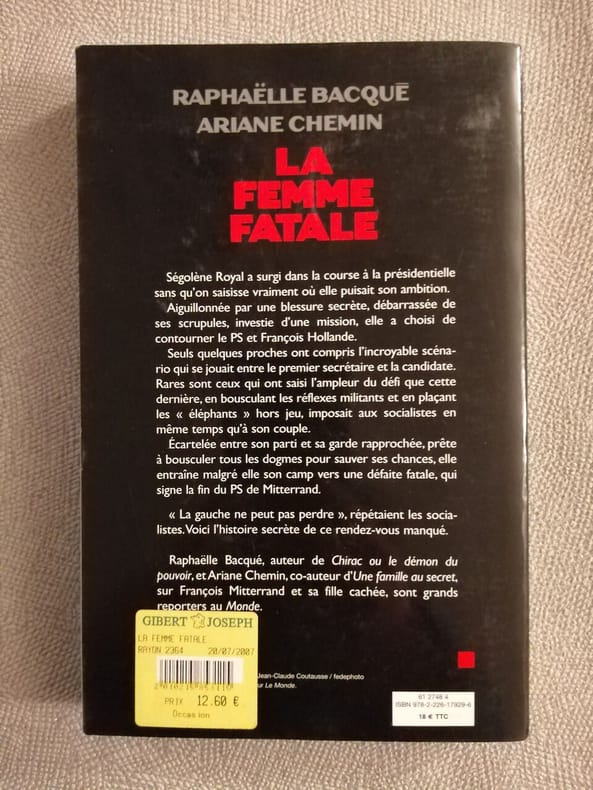 RAPHAËLLE BACQUÉ
ARIANE CHEMIN
LA
FEMME
FATALE
Ségolène Royal a surgi dans la course à la présidentielle
sans qu'on saisisse vraiment où elle puisait son ambition.
Aiguillonnée par une blessure secrète, débarrassée de
ses scrupules, investie d'une mission, elle a choisi de
contourner le PS et François Hollande.
Seuls quelques proches ont compris l'incroyable scéna-
rio qui se jouait entre le premier secrétaire et la candidate.
Rares sont ceux qui ont saisi l'ampleur du défi que cette
dernière, en bousculant les réflexes militants et en plaçant
les « éléphants » hors jeu, imposait aux socialistes en
même temps qu'à son couple.
Écartelée entre son parti et sa garde rapprochée, prête
à bousculer tous les dogmes pour sauver ses chances, elle
entraîne malgré elle son camp vers une défaite fatale, qui
signe la fin du PS de Mitterrand.
« La gauche ne peut pas perdre », répétaient les socia-
listes. Voici l'histoire secrète de ce rendez-vous manqué.
Raphaëlle Bacqué, auteur de Chirac ou le démon du
pouvoir, et Ariane Chemin, co-auteur d'Une famille au secret,
sur François Mitterrand et sa fille cachée, sont grands
reporters au Monde.
GIBERT JOSEPH
LA FEMME FATALE
RAYON 2364 20/07/2007
PRIX 12.60 €
Occasion
Jean-Claude Coutausse / fedephoto
ur Le Monde.
61 2748 4
ISBN 978-2-226-17929-6
18 € TTC